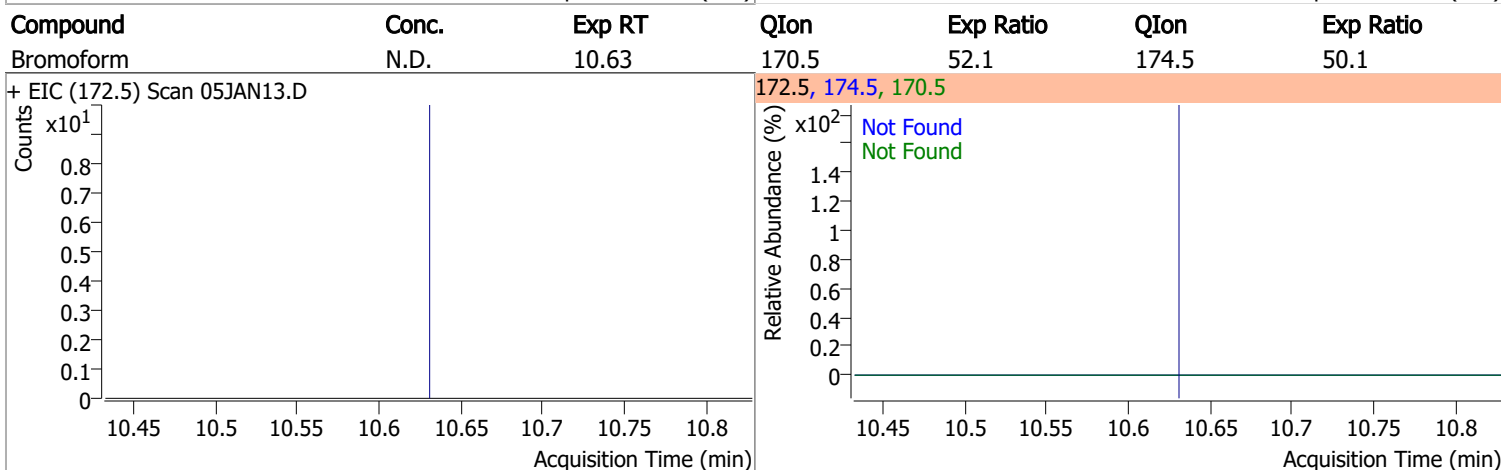 Compound Conc. Exp RT QIon Exp Ratio QIon Exp Ratio
Bromoform N.D. 10.63 170.5 52.1 174.5 50.1
+ EIC (172.5) Scan 05JAN13.D
Counts
x10¹
0.8
0.7
0.6
0.5
0.4
0.3
0.2
0.1
0
10.45 10.5 10.55 10.6 10.65 10.7 10.75 10.8
Acquisition Time (min)
172.5, 174.5, 170.5
Relative Abundance (%)
x10²
Not Found
Not Found
1.4
1.2
1
0.8
0.6
0.4
0.2
0
10.45 10.5 10.55 10.6 10.65 10.7 10.75 10.8
Acquisition Time (min)